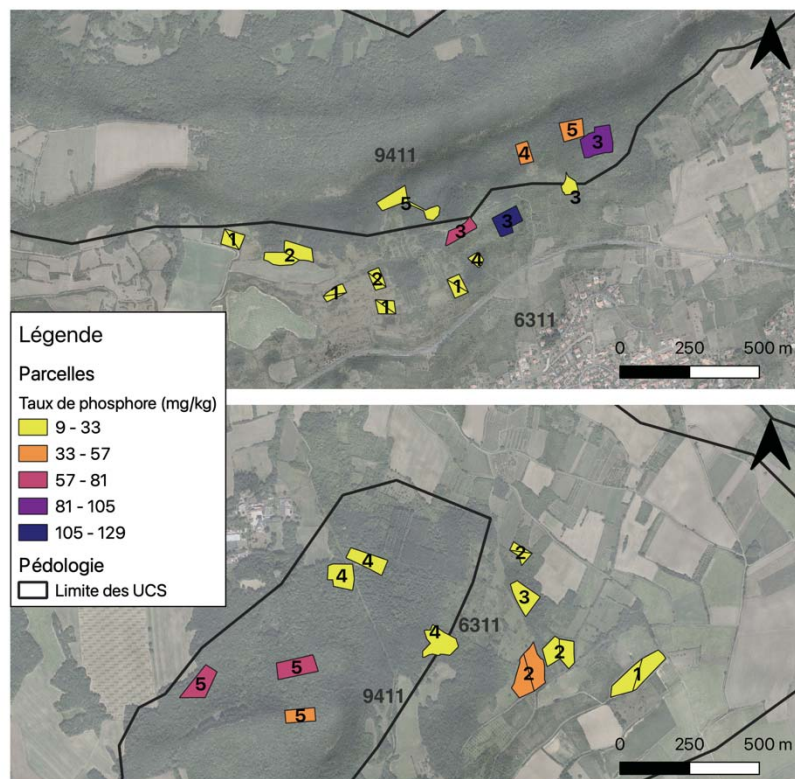 5
3
4
9411
3
5
3
3
1
4
2
2
1
1
1
6311
0 250 500 m
Légende
Parcelles
Taux de phosphore (mg/kg)
9 - 33
33 - 57
57 - 81
81 - 105
105 - 129
Pédologie
Limite des UCS
2
4
4
3
4
6311
2
5
5
2
1
9411
5
0 250 500 m